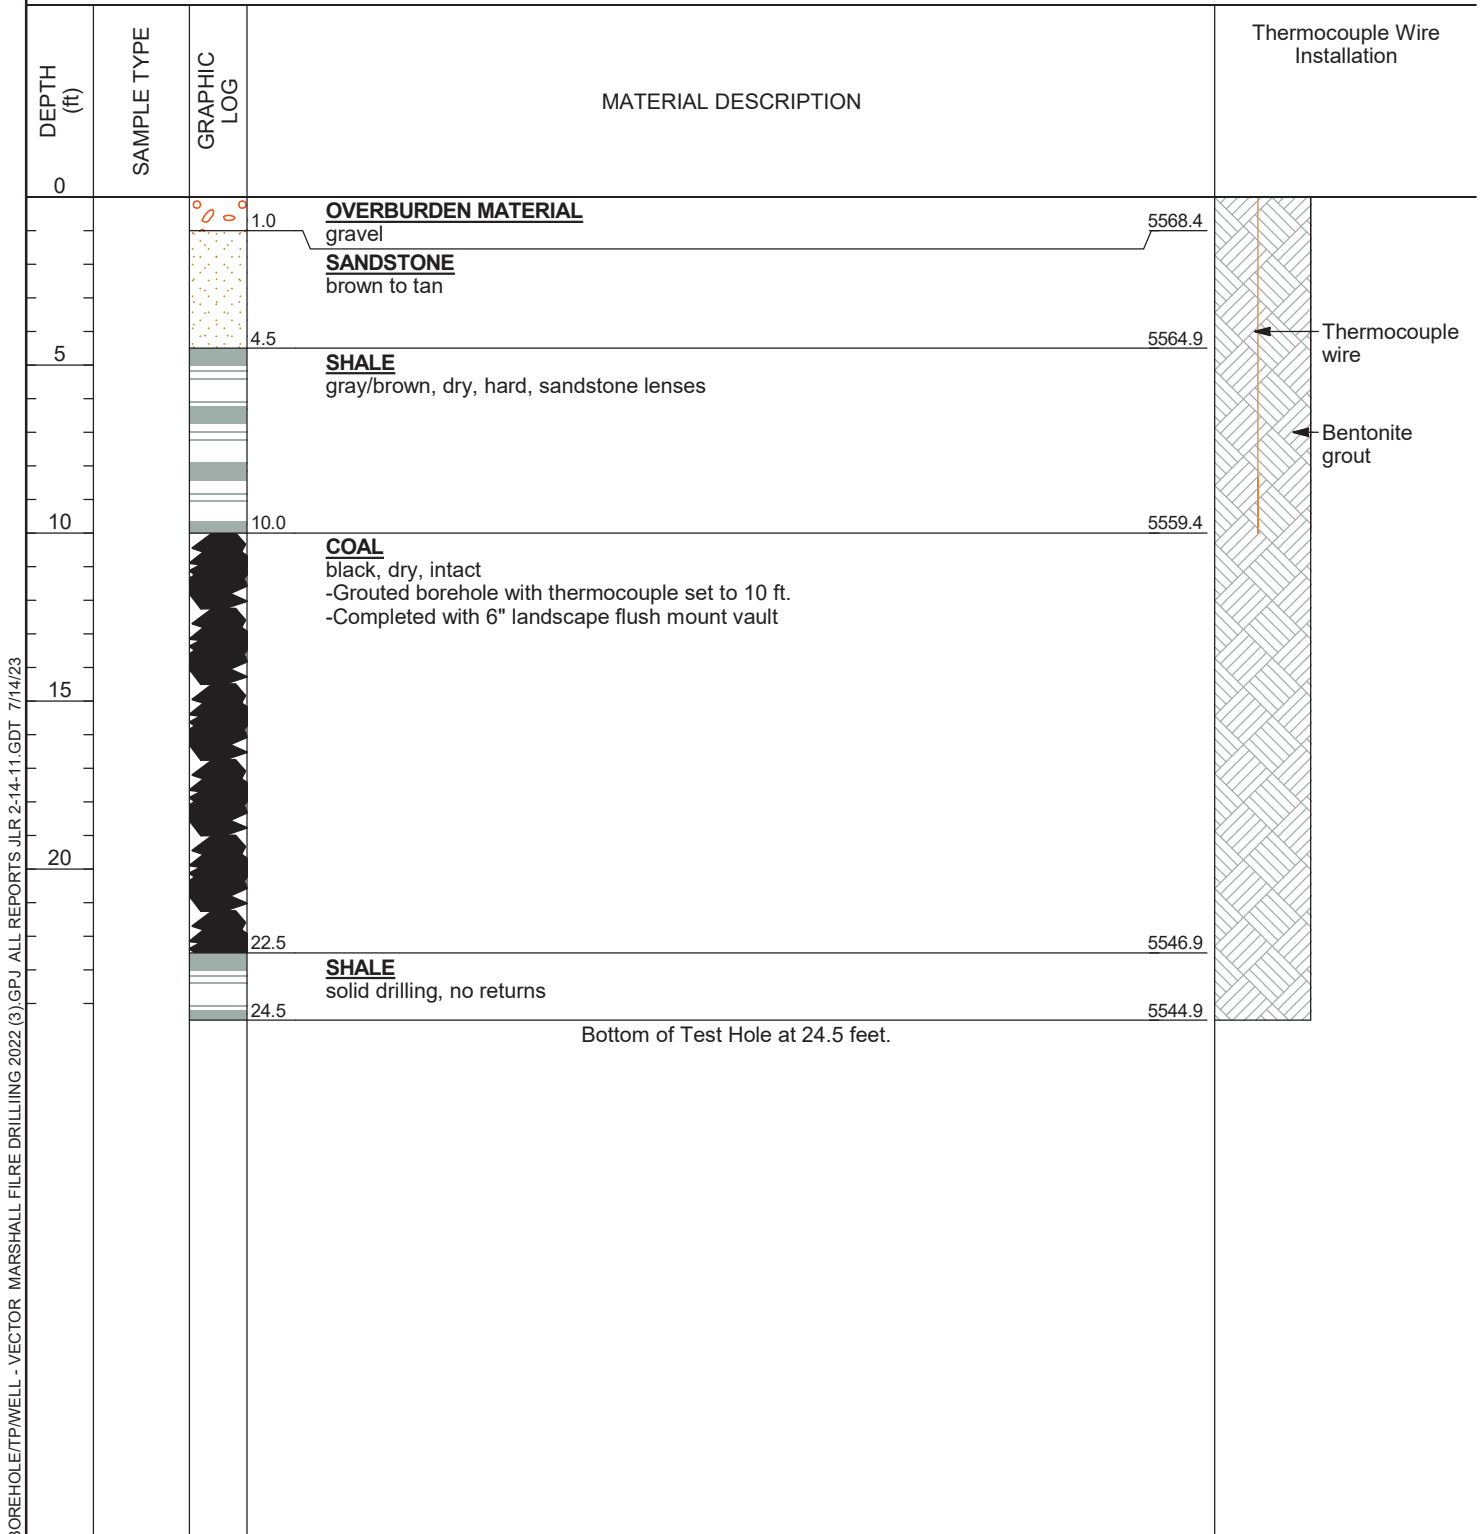 DEPTH
(ft)
SAMPLE TYPE
GRAPHIC
LOG
MATERIAL DESCRIPTION
Thermocouple Wire
Installation
0
OVERBURDEN MATERIAL
1.0
5568.4
gravel
SANDSTONE
brown to tan
4.5
5564.9
Thermocouple
wire
5
SHALE
gray/brown, dry, hard, sandstone lenses
Bentonite
grout
10
10.0
5559.4
COAL
black, dry, intact
-Grouted borehole with thermocouple set to 10 ft.
-Completed with 6" landscape flush mount vault
15
20
22.5
5546.9
SHALE
solid drilling, no returns
24.5
5544.9
Bottom of Test Hole at 24.5 feet.
BOREHOLE/TP/WELL - VECTOR MARSHALL FILRE DRILLIING 2022 (3).GPJ ALL REPORTS JLR 2-14-11.GDT 7/14/23